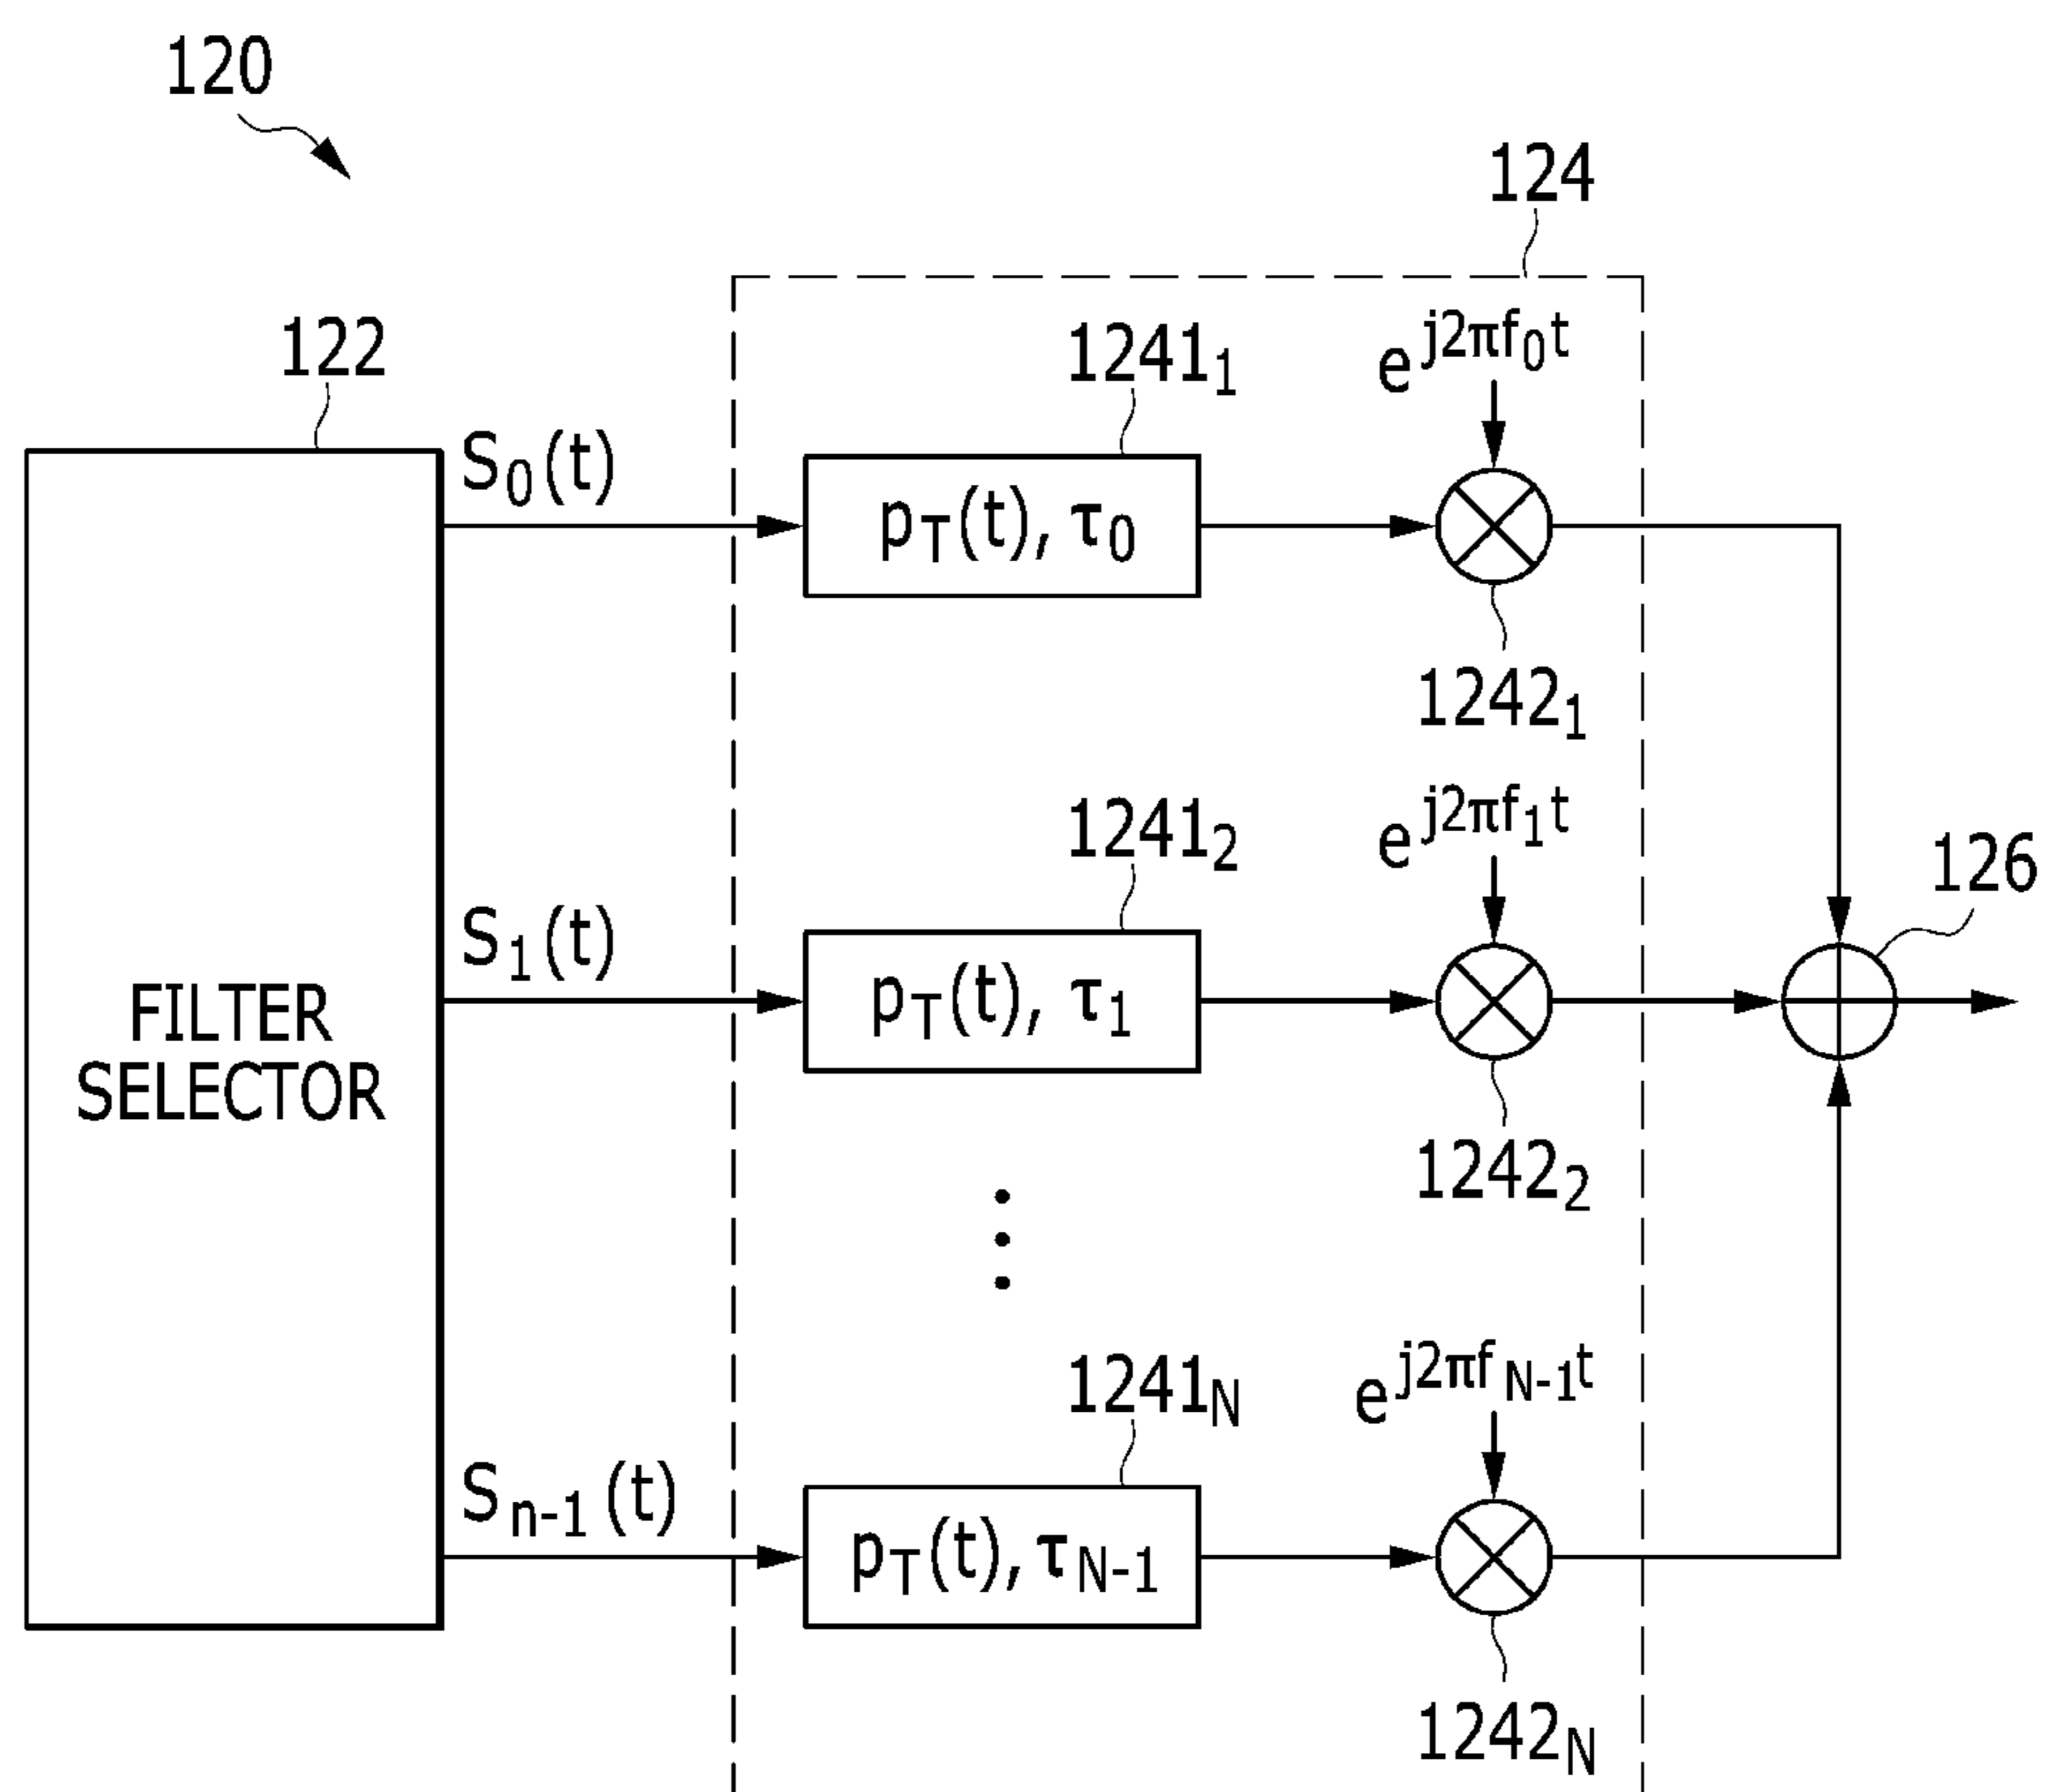 120
124
122
1241₁
e^{j2πf₀t}
S₀(t)
p_T(t), τ₀
1242₁
1241₂
e^{j2πf₁t}
126
S₁(t)
p_T(t), τ₁
FILTER
SELECTOR
1242₂
1241_N
e^{j2πf_{N-1}t}
S_{n-1}(t)
p_T(t), τ_{N-1}
1242_N